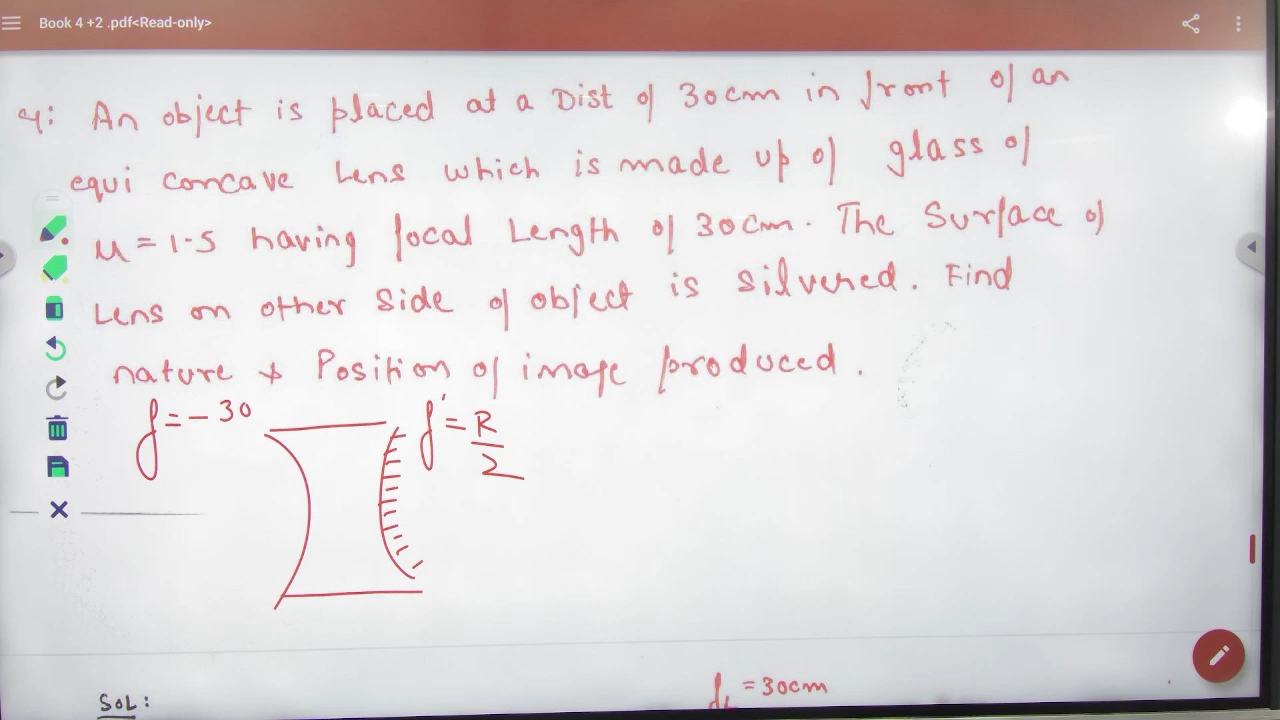 Book 4 +2 .pdf<Read-only>
4: An object is placed at a Dist of 30cm in front of an
equi concave Lens which is made up of glass of
μ = 1.5 having focal Length of 30cm. The Surface of
Lens on other side of object is silvered. Find
nature & Position of image produced.
f = - 30
f' = R/2
SOL:
fL = 30cm